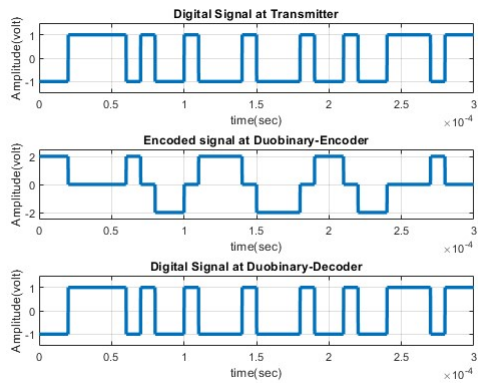 Digital Signal at Transmitter
Amplitude(volt)
1
0
-1
0 0.5 1 1.5 2 2.5 3
time(sec)
×10⁻⁴
Encoded signal at Duobinary-Encoder
Amplitude(volt)
2
0
-2
0 0.5 1 1.5 2 2.5 3
time(sec)
×10⁻⁴
Digital Signal at Duobinary-Decoder
Amplitude(volt)
1
0
-1
0 0.5 1 1.5 2 2.5 3
time(sec)
×10⁻⁴